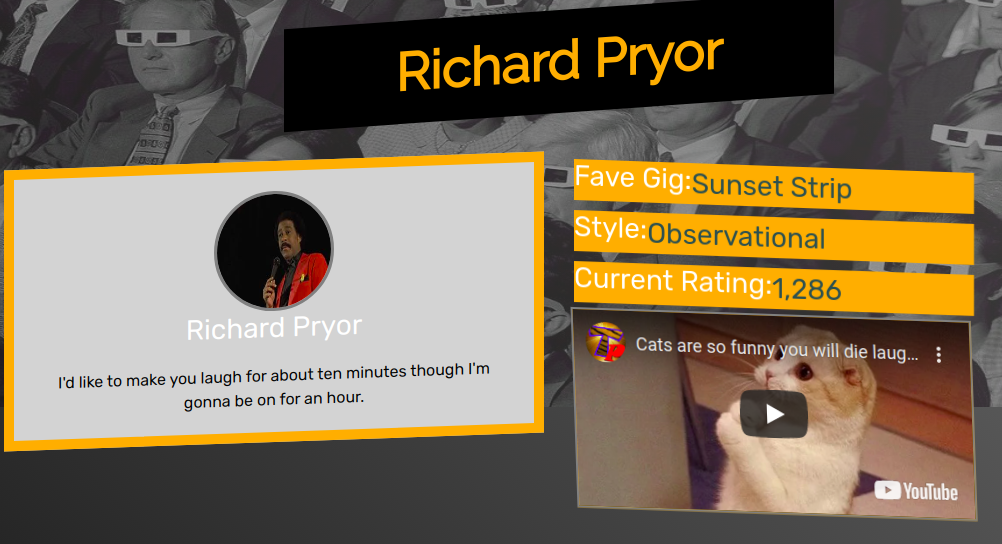 Richard Pryor
Richard Pryor
I'd like to make you laugh for about ten minutes though I'm
gonna be on for an hour.
Fave Gig:Sunset Strip
Style:Observational
Current Rating:1,286
Cats are so funny you will die laug...
YouTube